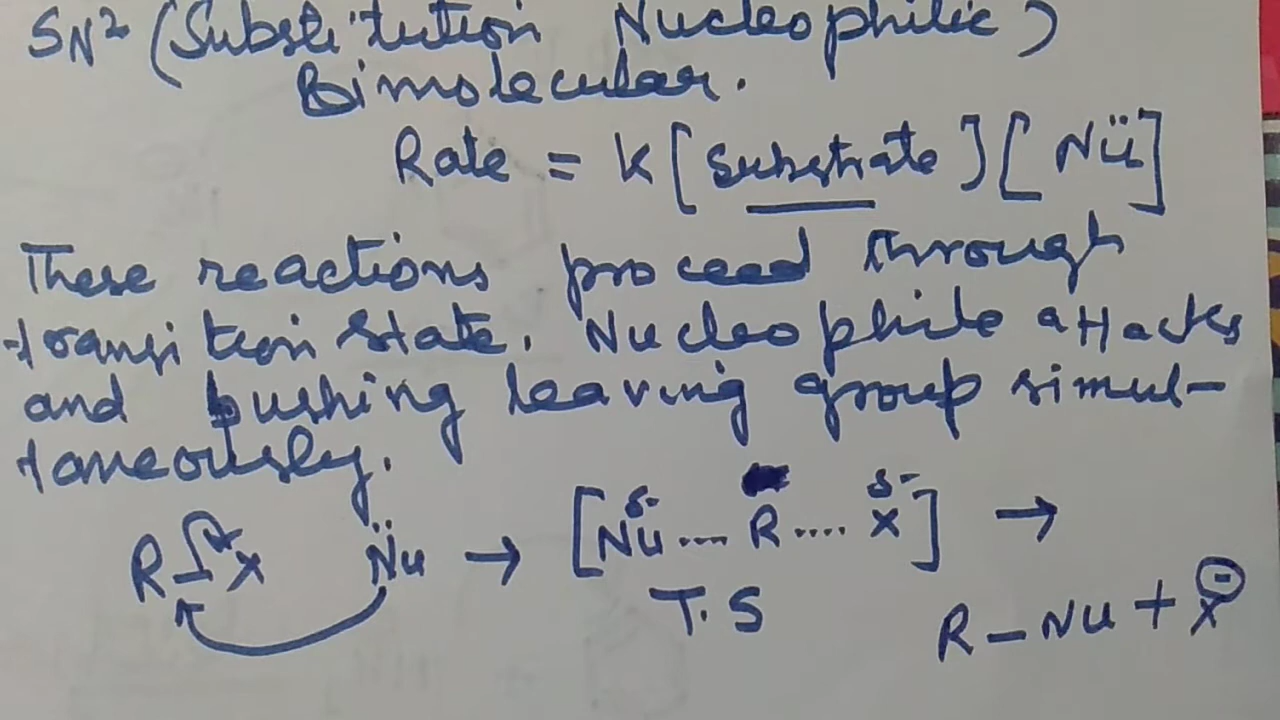 SN² (Substitution Nucleophilic)
Bimolecular.
Rate = K [Substrate] [Nü]
These reactions proceed through
transition state. Nucleophile attacks
and pushing leaving group simul-
taneously.
R–X N̈u → [Nu^δ- .... R .... X^δ-] →
T.S
R – Nu + X^⊖